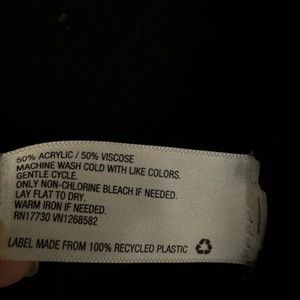 50% ACRYLIC / 50% VISCOSE
MACHINE WASH COLD WITH LIKE COLORS.
GENTLE CYCLE.
ONLY NON-CHLORINE BLEACH IF NEEDED.
LAY FLAT TO DRY.
WARM IRON IF NEEDED.
RN17730 VN1268582
LABEL MADE FROM 100% RECYCLED PLASTIC